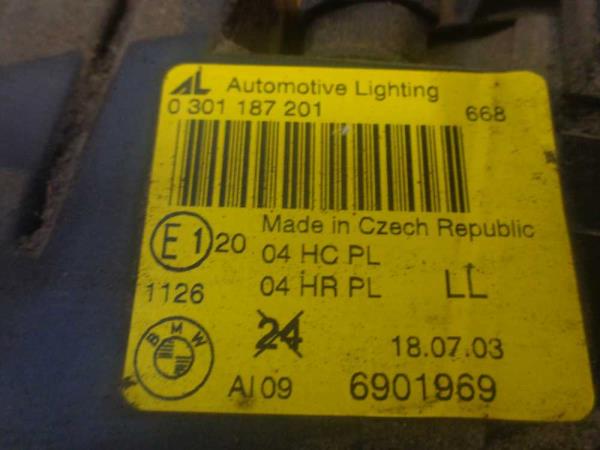 AL Automotive Lighting
0 301 187 201 668
Made in Czech Republic
E1 20 04 HC PL
1126 04 HR PL LL
BMW 24 18.07.03
AI 09 6901969